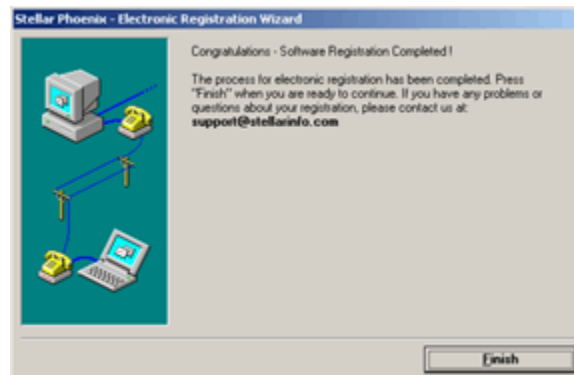 Stellar Phoenix - Electronic Registration Wizard
Congratulations - Software Registration Completed !
The process for electronic registration has been completed. Press
"Finish" when you are ready to continue. If you have any problems or
questions about your registration, please contact us at:
support@stellarinfo.com
Finish